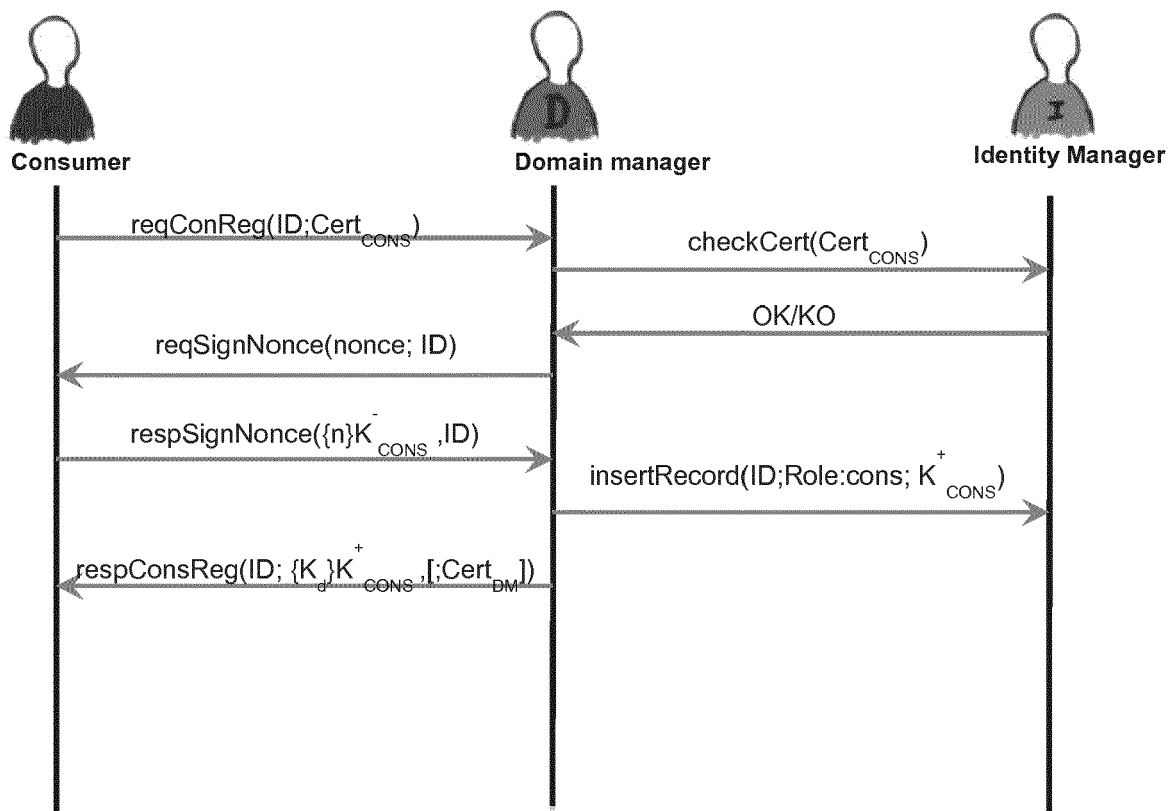 D
I
Consumer
Domain manager
Identity Manager
reqConReg(ID;Cert_CONS)
checkCert(Cert_CONS)
OK/KO
reqSignNonce(nonce; ID)
respSignNonce({n}K^-_CONS ,ID)
insertRecord(ID;Role:cons; K^+_CONS)
respConsReg(ID; {K_d}K^+_CONS ,[;Cert_DM])